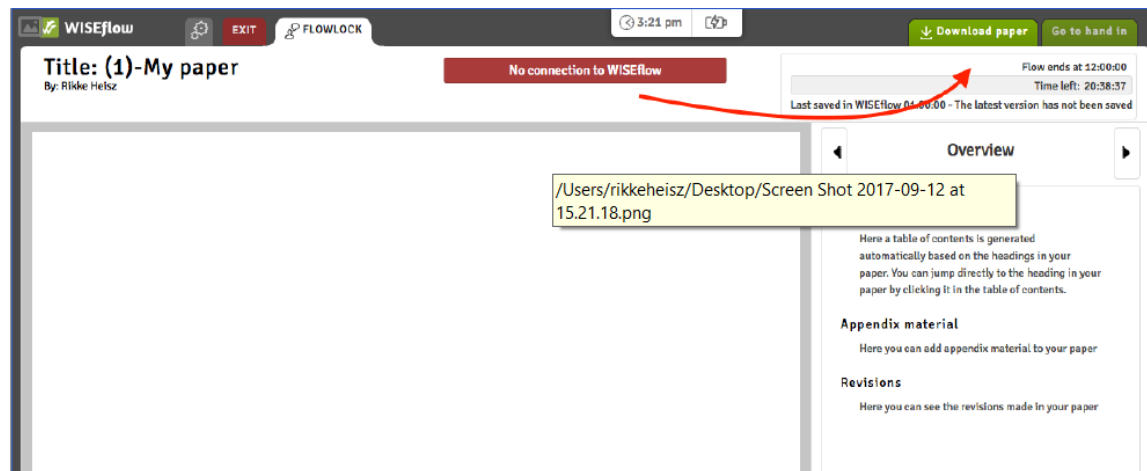 WISEflow
EXIT
FLOWLOCK
3:21 pm
Download paper
Go to hand in
Title: (1)-My paper
By: Rikke Heisz
No connection to WISEflow
Flow ends at 12:00:00
Time left: 20:38:37
Last saved in WISEflow 01:00:00 - The latest version has not been saved
Overview
/Users/rikkeheisz/Desktop/Screen Shot 2017-09-12 at
15.21.18.png
Here a table of contents is generated
automatically based on the headings in your
paper. You can jump directly to the heading in your
paper by clicking it in the table of contents.
Appendix material
Here you can add appendix material to your paper
Revisions
Here you can see the revisions made in your paper